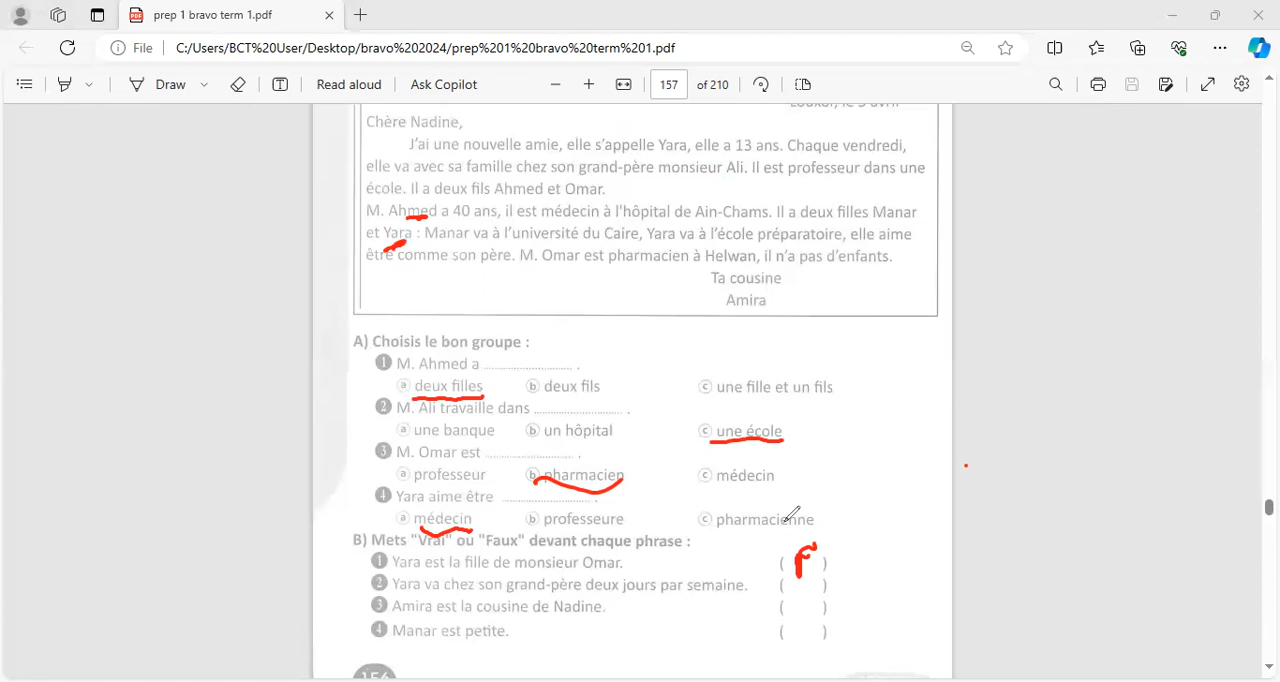 prep 1 bravo term 1.pdf
File C:/Users/BCT%20User/Desktop/bravo%202024/prep%201%20bravo%20term%201.pdf
Draw Read aloud Ask Copilot 157 of 210
Chère Nadine,
J'ai une nouvelle amie, elle s'appelle Yara, elle a 13 ans. Chaque vendredi,
elle va avec sa famille chez son grand-père monsieur Ali. Il est professeur dans une
école. Il a deux fils Ahmed et Omar.
M. Ahmed a 40 ans, il est médecin à l'hôpital de Ain-Chams. Il a deux filles Manar
et Yara : Manar va à l'université du Caire, Yara va à l'école préparatoire, elle aime
être comme son père. M. Omar est pharmacien à Helwan, il n'a pas d'enfants.
Ta cousine
Amira
A) Choisis le bon groupe :
1 M. Ahmed a .......................... .
a deux filles b deux fils c une fille et un fils
2 M. Ali travaille dans .......................... .
a une banque b un hôpital c une école
3 M. Omar est .......................... .
a professeur b pharmacien c médecin
4 Yara aime être .......................... .
a médecin b professeure c pharmacienne
B) Mets "Vrai" ou "Faux" devant chaque phrase :
1 Yara est la fille de monsieur Omar. ( F )
2 Yara va chez son grand-père deux jours par semaine. ( )
3 Amira est la cousine de Nadine. ( )
4 Manar est petite. ( )